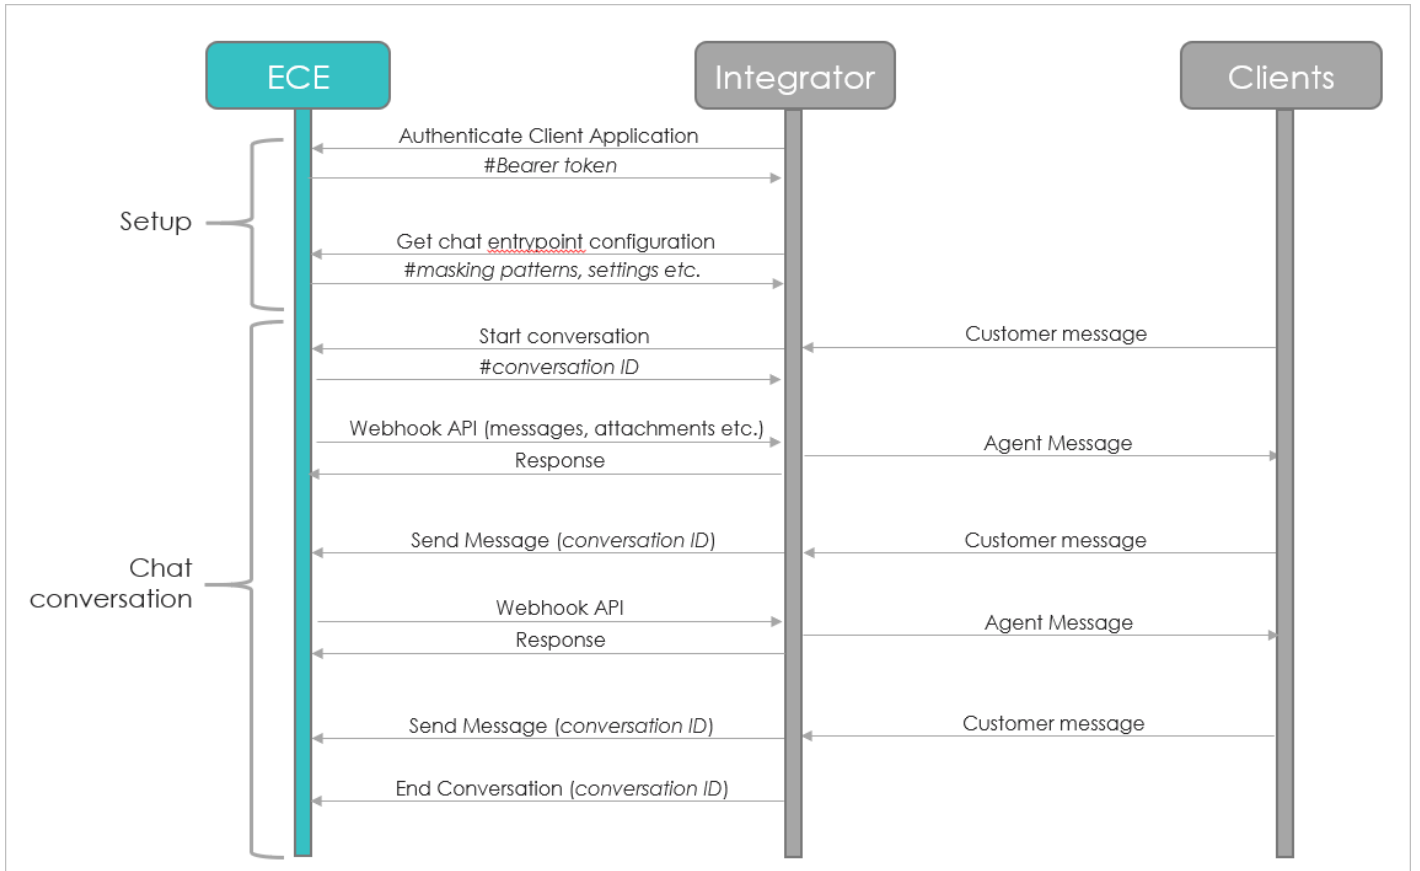 ECE
Integrator
Clients
Authenticate Client Application
#Bearer token
Setup
Get chat entrypoint configuration
#masking patterns, settings etc.
Start conversation
Customer message
#conversation ID
Webhook API (messages, attachments etc.)
Agent Message
Response
Send Message (conversation ID)
Customer message
Chat
conversation
Webhook API
Agent Message
Response
Send Message (conversation ID)
Customer message
End Conversation (conversation ID)